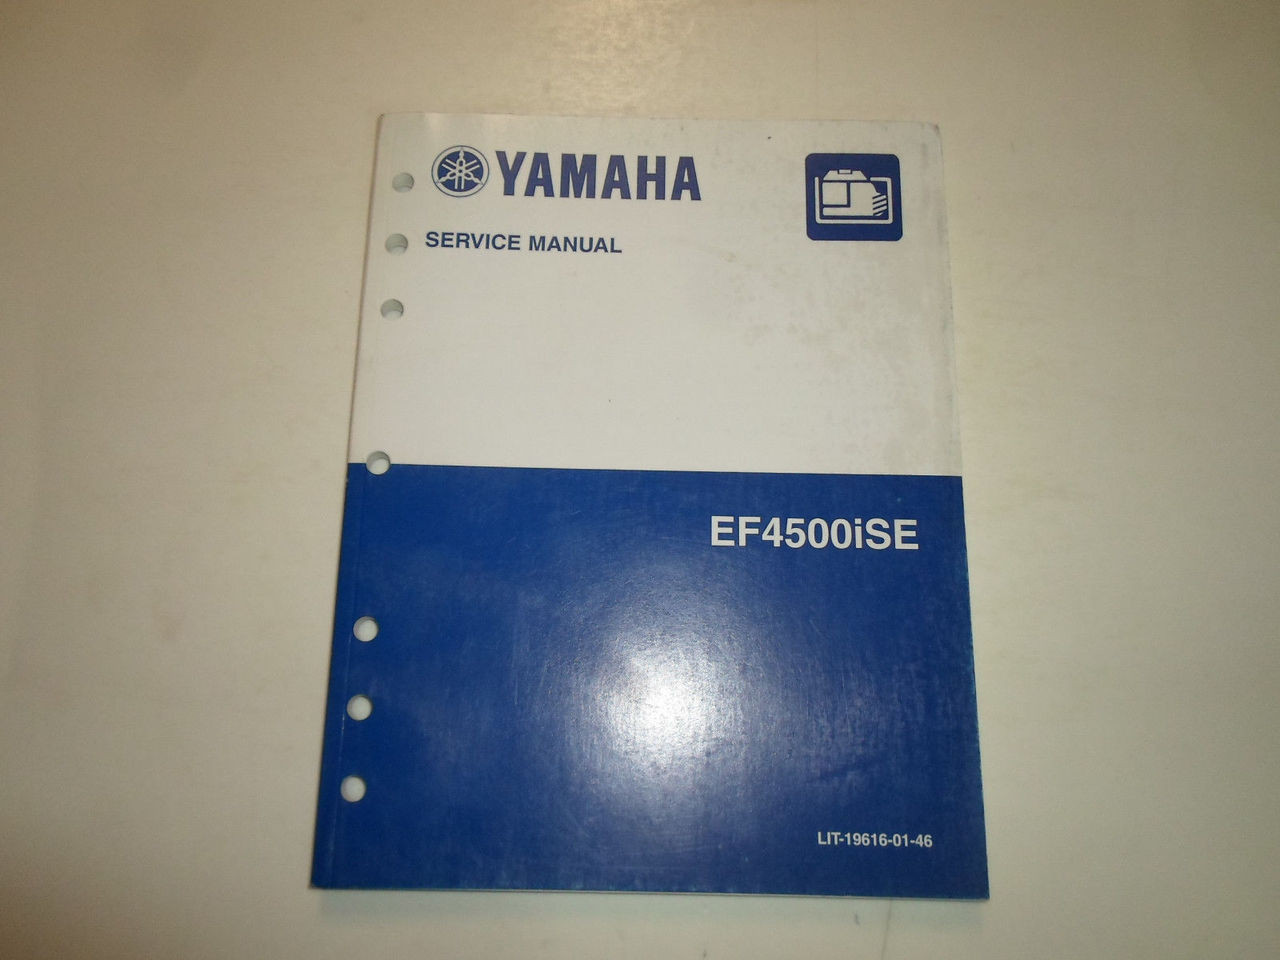 YAMAHA
SERVICE MANUAL
EF4500iSE
LIT-19616-01-46